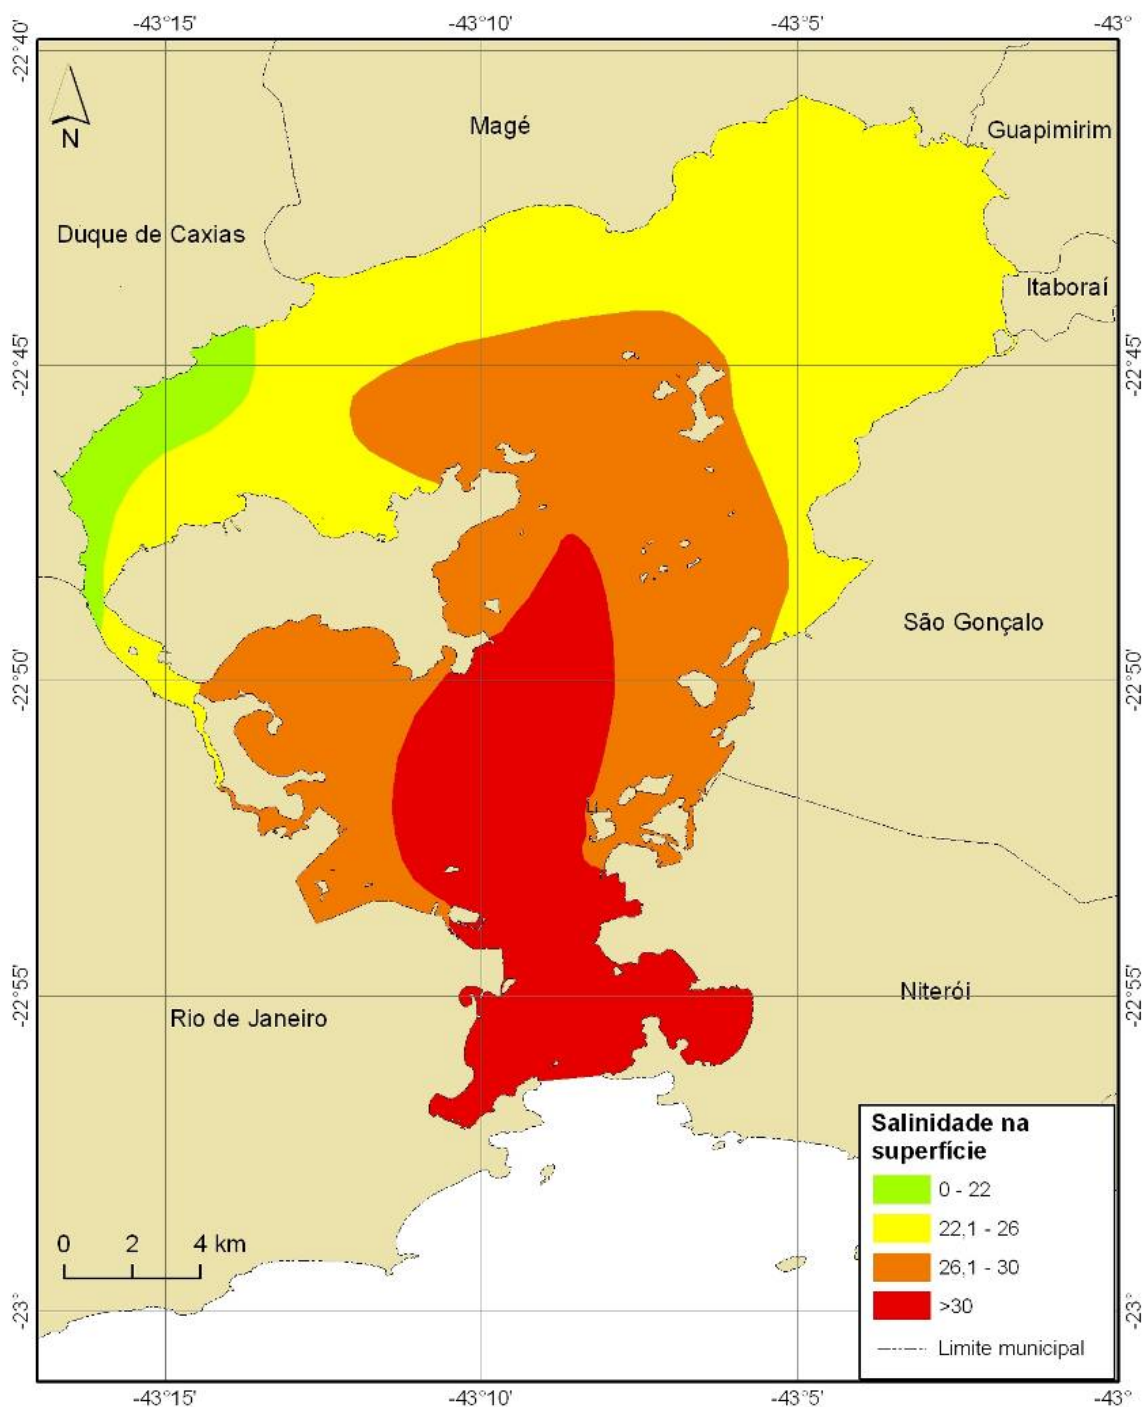 -43°15' -43°10' -43°5' -43°
-22°40' -22°40'
N
Magé
Guapimirim
Duque de Caxias
Itaboraí
-22°45' -22°45'
São Gonçalo
-22°50' -22°50'
Niterói
-22°55' -22°55'
Rio de Janeiro
Salinidade na
superfície
0 - 22
22,1 - 26
26,1 - 30
>30
Limite municipal
0 2 4 km
-23° -23°
-43°15' -43°10' -43°5' -43°